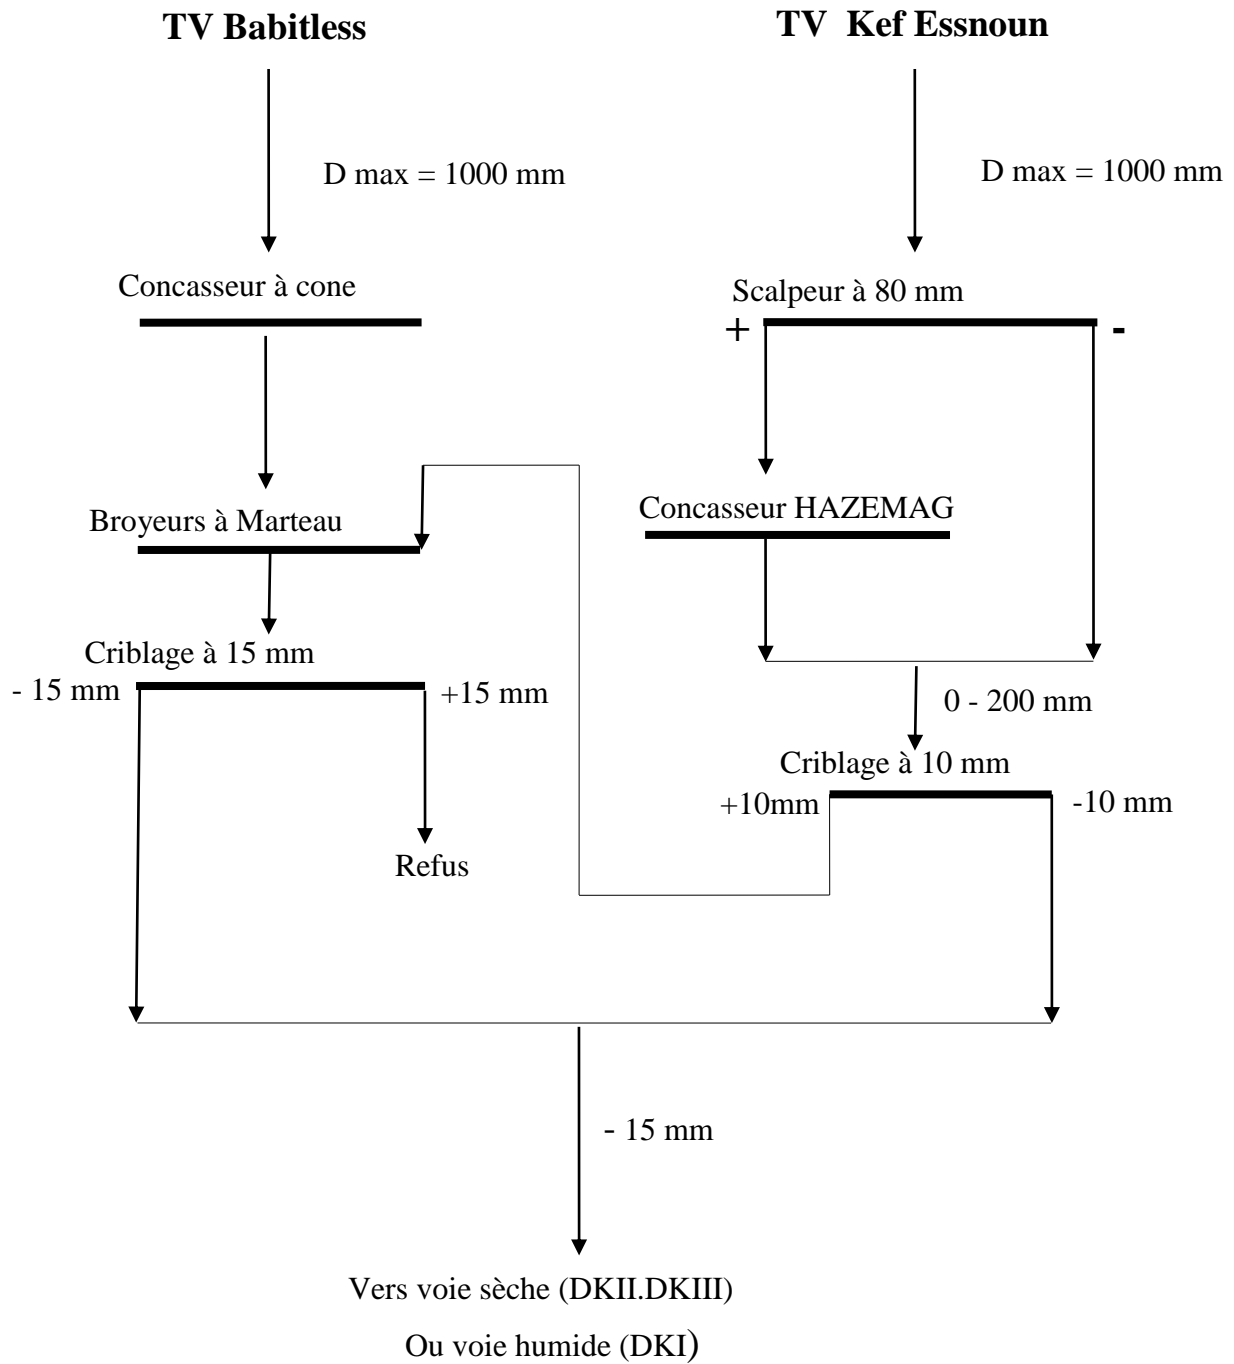 TV Babitless
TV Kef Essnoun
D max = 1000 mm
D max = 1000 mm
Concasseur à cone
Scalpeur à 80 mm
+
-
Concasseur HAZEMAG
Broyeurs à Marteau
Criblage à 15 mm
- 15 mm
+15 mm
0 - 200 mm
Criblage à 10 mm
+10mm
-10 mm
Refus
- 15 mm
Vers voie sèche (DKII.DKIII)
Ou voie humide (DKI)